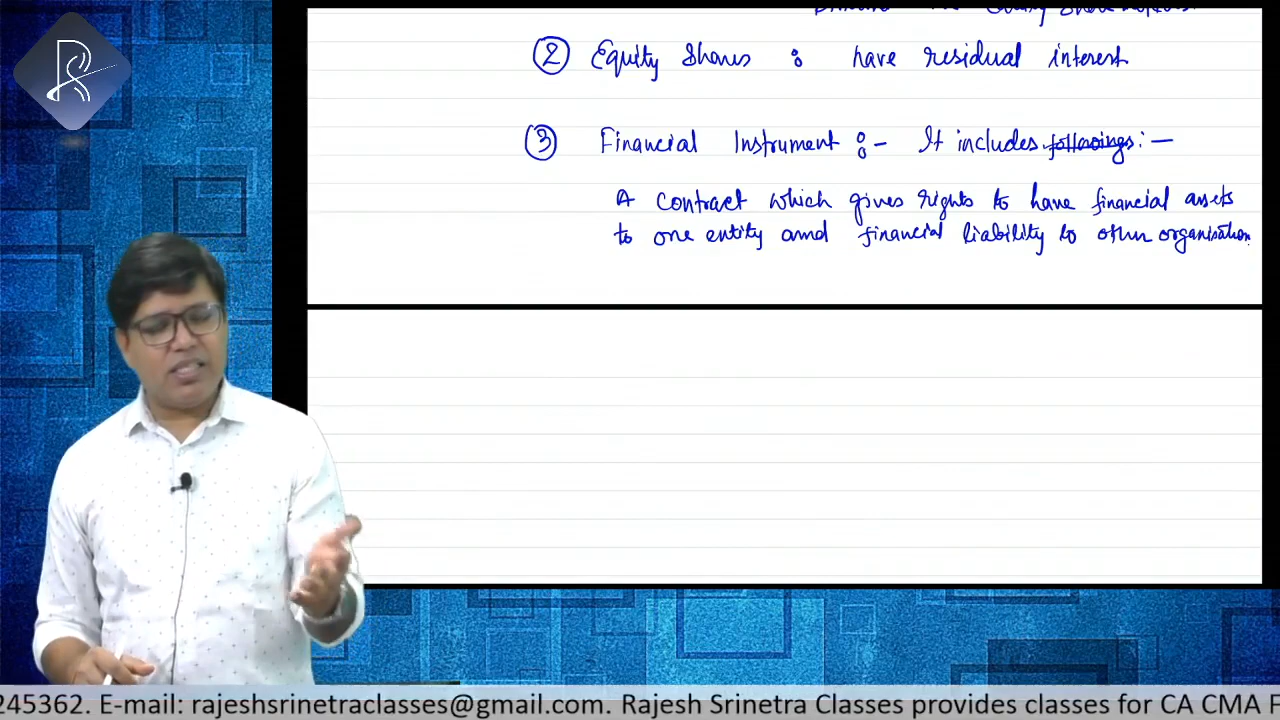 ② Equity Shares : have residual interest
③ Financial Instrument :- It includes followings :-
A contract which gives rights to have financial assets
to one entity and financial liability to other organisation.
245362. E-mail: rajeshsrinetraclasses@gmail.com. Rajesh Srinetra Classes provides classes for CA CMA F